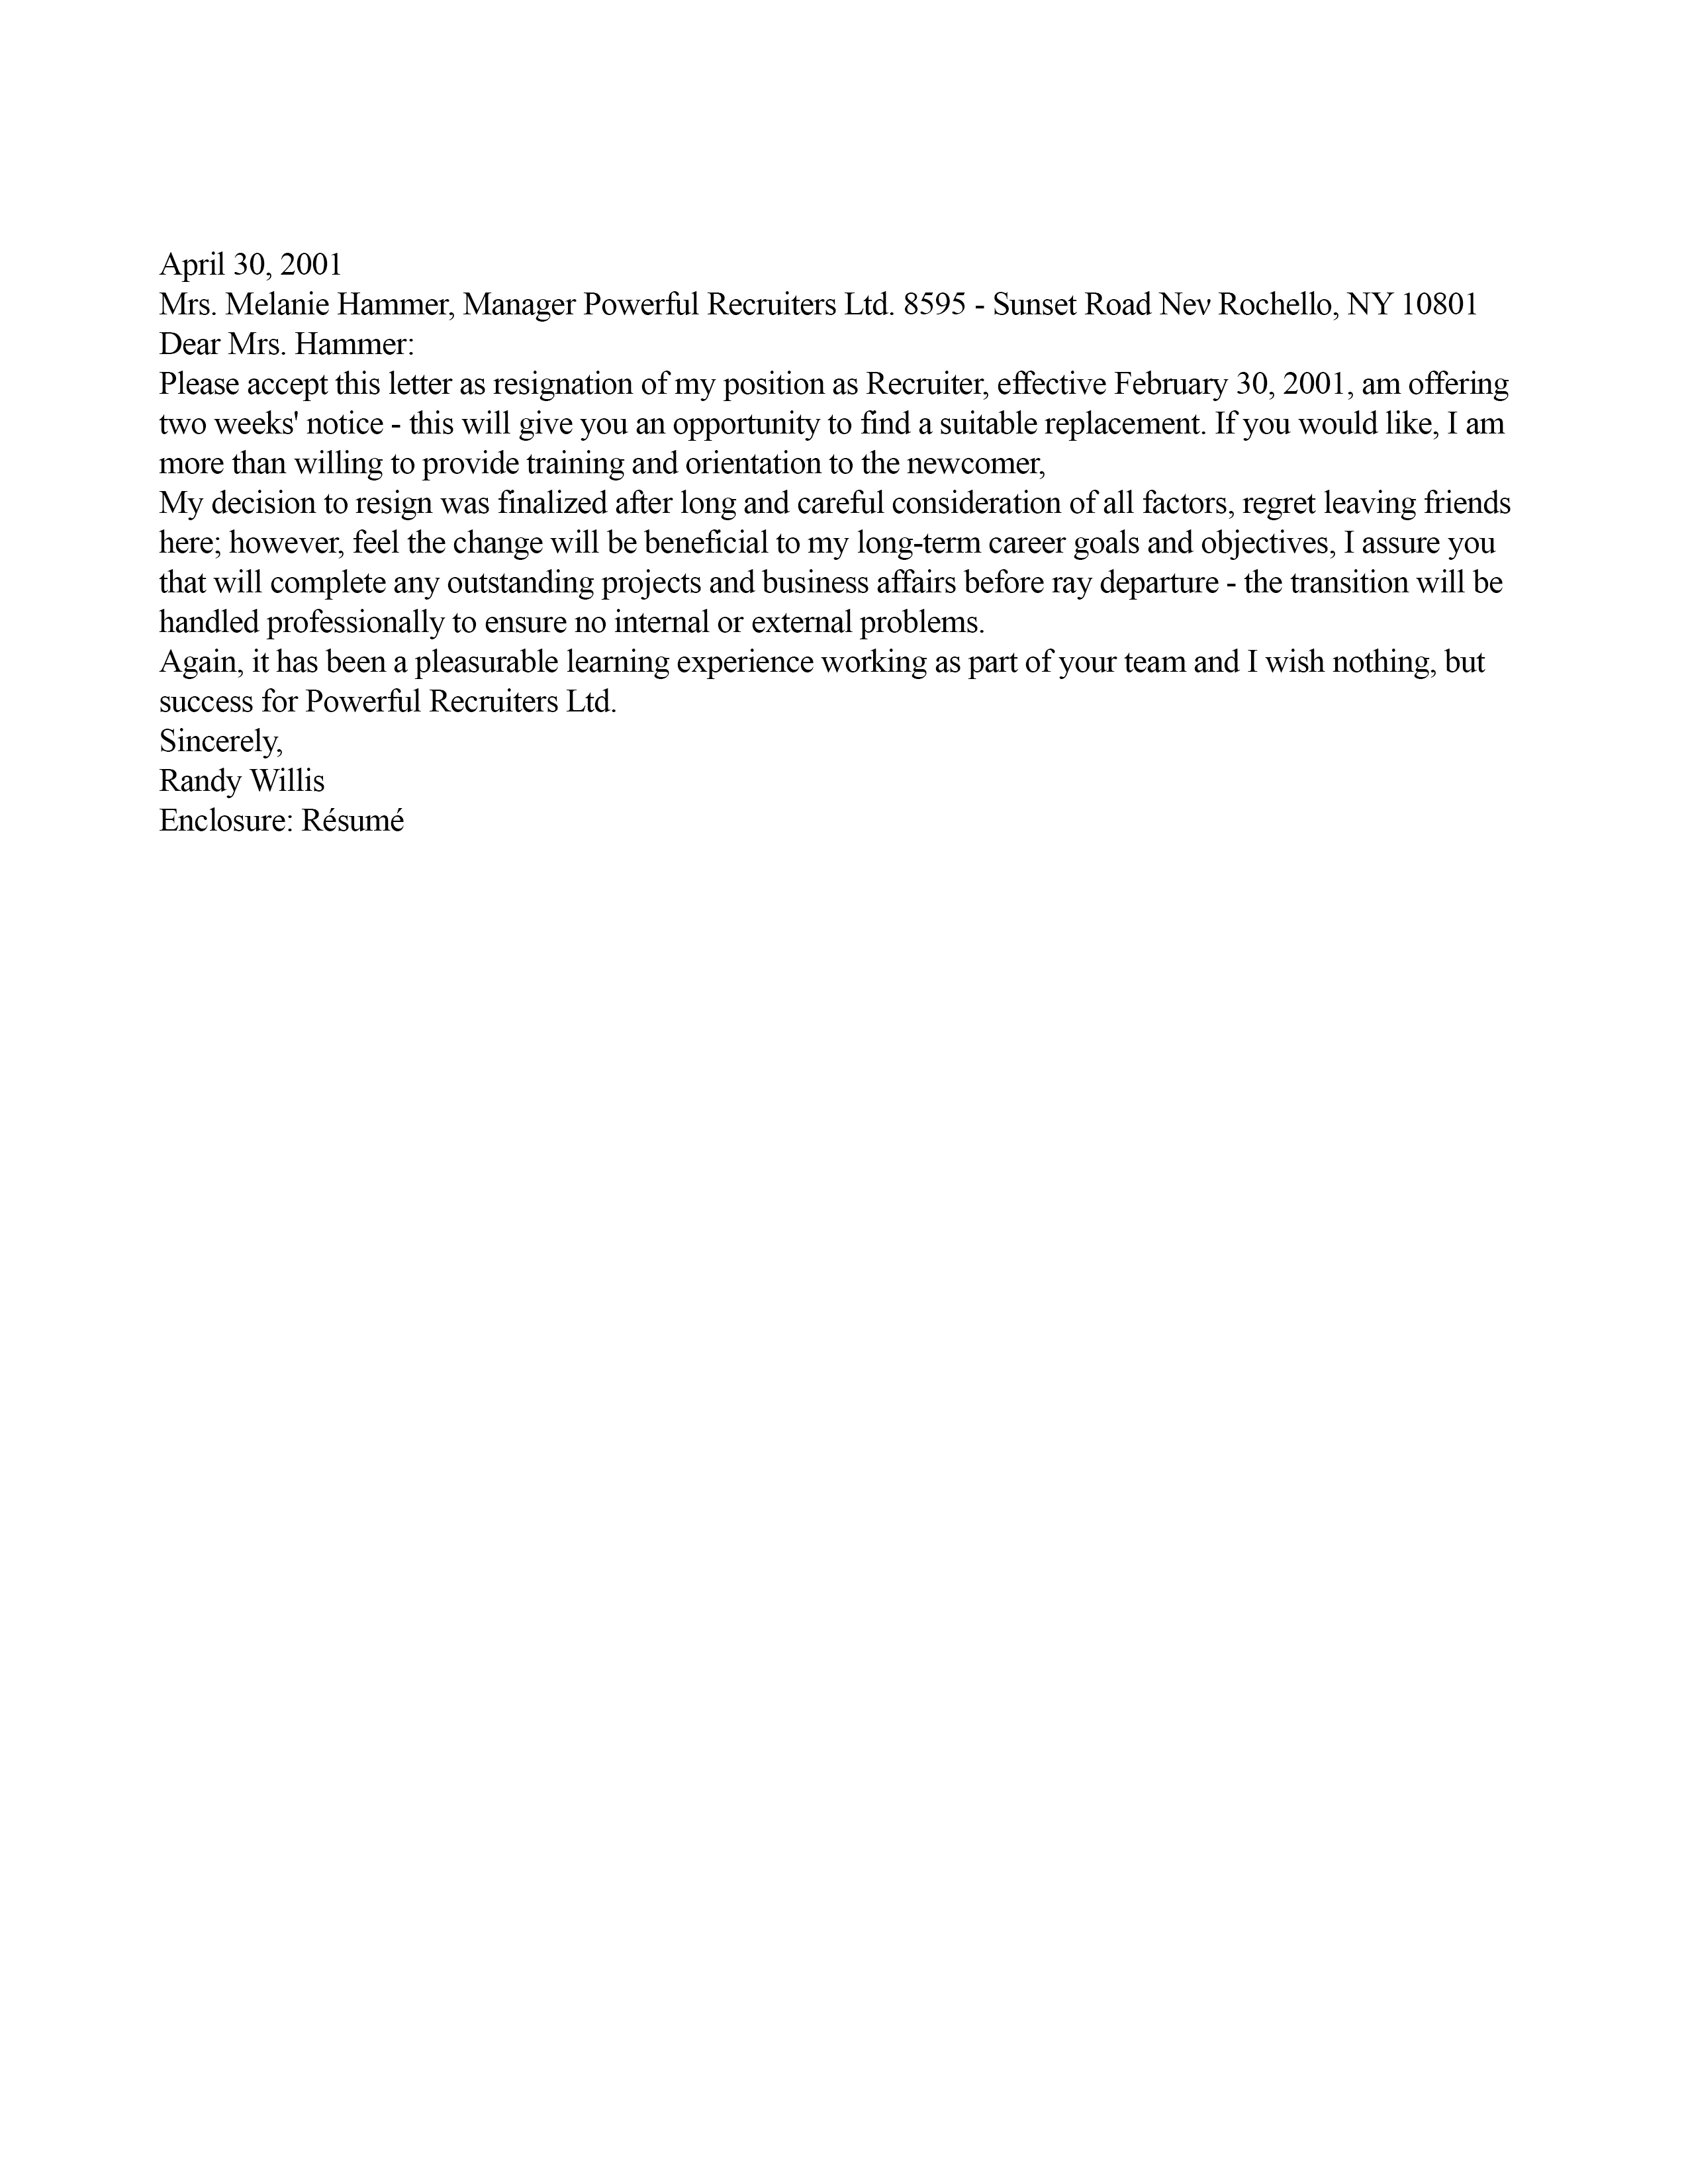 April 30, 2001
Mrs. Melanie Hammer, Manager Powerful Recruiters Ltd. 8595 - Sunset Road Nev Rochello, NY 10801
Dear Mrs. Hammer:
Please accept this letter as resignation of my position as Recruiter, effective February 30, 2001, am offering
two weeks' notice - this will give you an opportunity to find a suitable replacement. If you would like, I am
more than willing to provide training and orientation to the newcomer,
My decision to resign was finalized after long and careful consideration of all factors, regret leaving friends
here; however, feel the change will be beneficial to my long-term career goals and objectives, I assure you
that will complete any outstanding projects and business affairs before ray departure - the transition will be
handled professionally to ensure no internal or external problems.
Again, it has been a pleasurable learning experience working as part of your team and I wish nothing, but
success for Powerful Recruiters Ltd.
Sincerely,
Randy Willis
Enclosure: Résumé